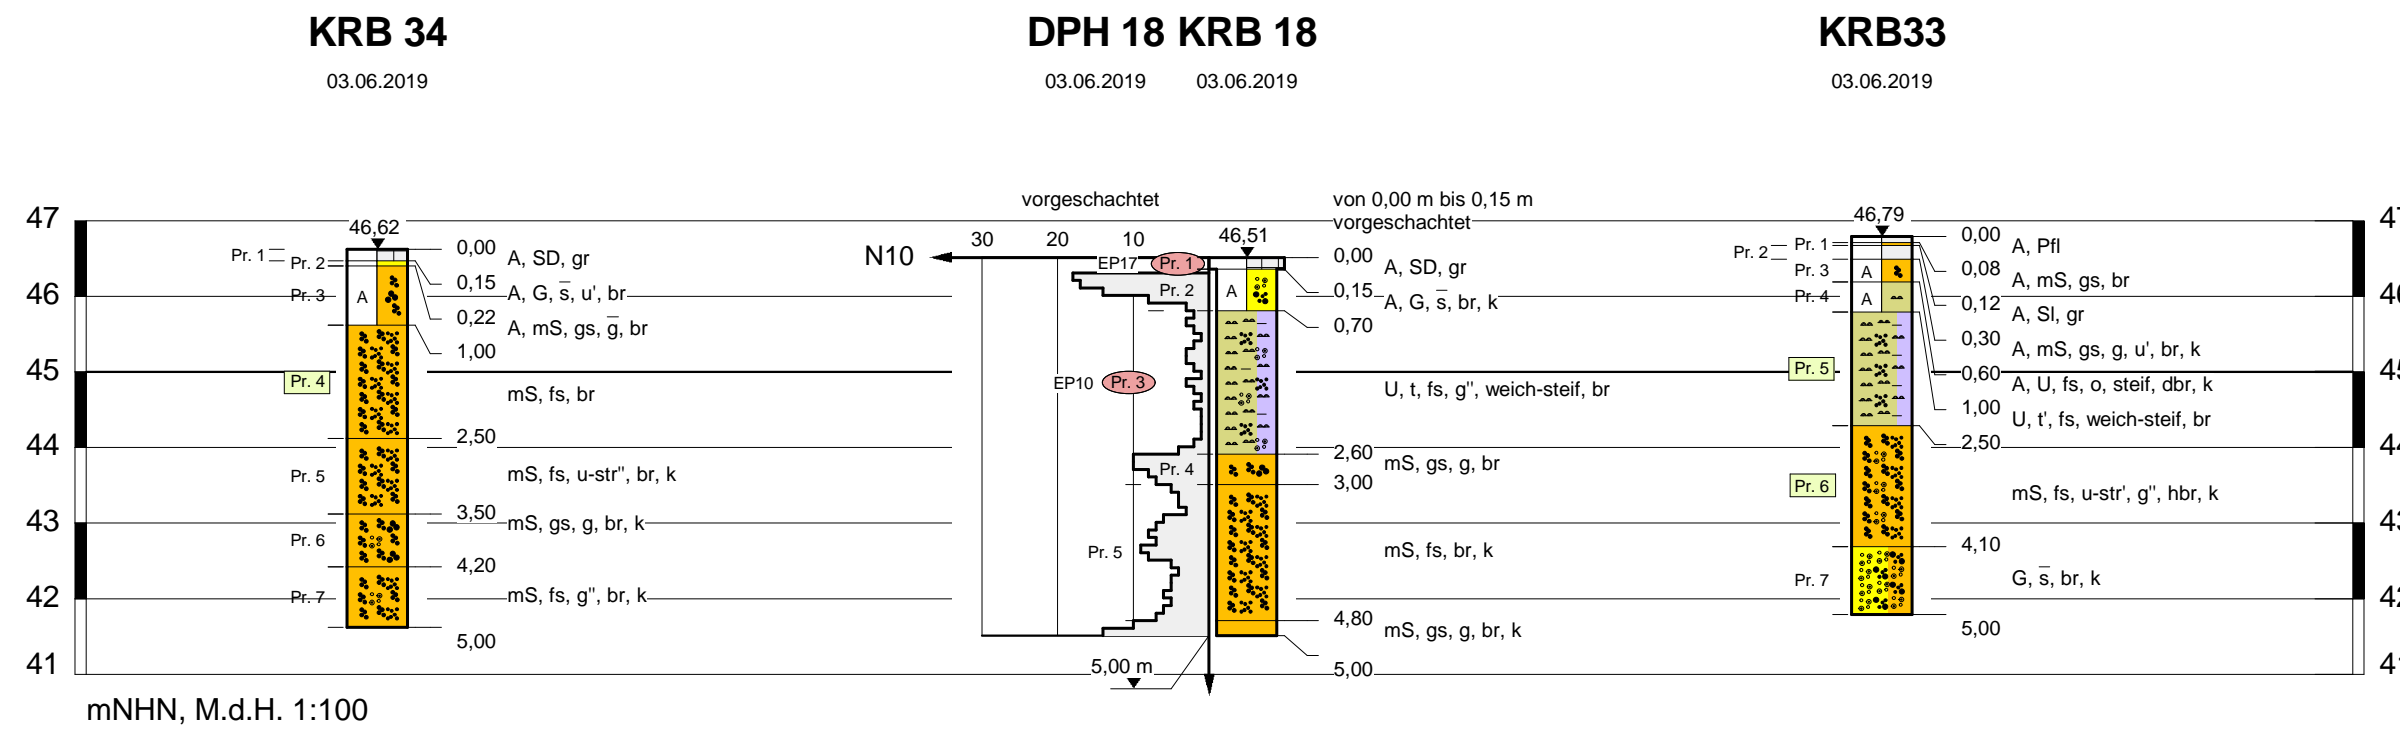 KRB 34
03.06.2019
DPH 18 KRB 18
03.06.2019 03.06.2019
KRB33
03.06.2019
47
46
45
44
43
42
41
mNHN, M.d.H. 1:100
46,62
Pr. 1
Pr. 2
Pr. 3
A
Pr. 4
Pr. 5
Pr. 6
Pr. 7
0,00
A, SD, gr
0,15
A, G, s̅, u', br
0,22
A, mS, gs, g̅, br
1,00
mS, fs, br
2,50
mS, fs, u-str'', br, k
3,50
mS, gs, g, br, k
4,20
mS, fs, g'', br, k
5,00
vorgeschachtet
N10
30 20 10
EP17 Pr. 1
Pr. 2
EP10 Pr. 3
Pr. 4
Pr. 5
5,00 m
von 0,00 m bis 0,15 m
vorgeschachtet
46,51
A
0,00
A, SD, gr
0,15
A, G, s̅, br, k
0,70
U, t, fs, g'', weich-steif, br
2,60
mS, gs, g, br
3,00
mS, fs, br, k
4,80
mS, gs, g, br, k
5,00
46,79
Pr. 1
Pr. 2
Pr. 3
A
Pr. 4
A
Pr. 5
Pr. 6
Pr. 7
0,00
A, Pfl
0,08
A, mS, gs, br
0,12
A, Sl, gr
0,30
A, mS, gs, g, u', br, k
0,60
A, U, fs, o, steif, dbr, k
1,00
U, t', fs, weich-steif, br
2,50
mS, fs, u-str', g'', hbr, k
4,10
G, s̅, br, k
5,00